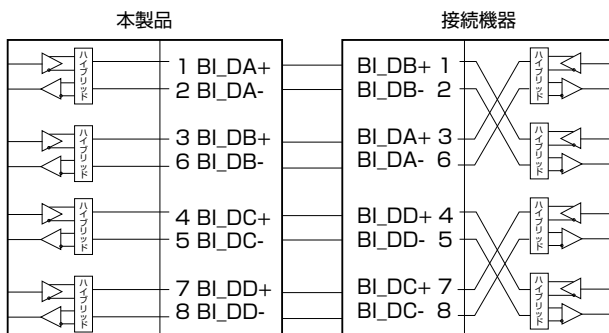 本製品
接続機器
ハイブリッド
1 BI_DA+
2 BI_DA-
BI_DB+ 1
BI_DB- 2
ハイブリッド
ハイブリッド
3 BI_DB+
6 BI_DB-
BI_DA+ 3
BI_DA- 6
ハイブリッド
ハイブリッド
4 BI_DC+
5 BI_DC-
BI_DD+ 4
BI_DD- 5
ハイブリッド
ハイブリッド
7 BI_DD+
8 BI_DD-
BI_DC+ 7
BI_DC- 8
ハイブリッド